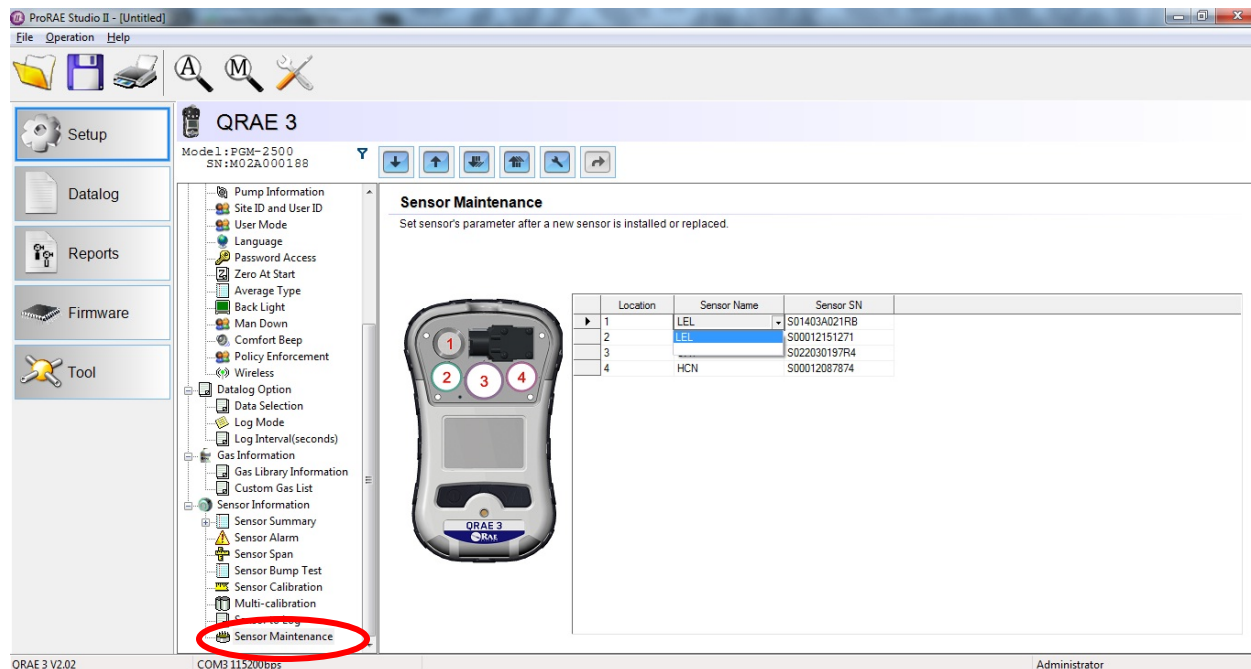 ProRAE Studio II - [Untitled]
File Operation Help
A M
Setup
Datalog
Reports
Firmware
Tool
QRAE 3
Model:PGM-2500
SN:M02A000188
Pump Information
Site ID and User ID
User Mode
Language
Password Access
Zero At Start
Average Type
Back Light
Man Down
Comfort Beep
Policy Enforcement
Wireless
Datalog Option
Data Selection
Log Mode
Log Interval(seconds)
Gas Information
Gas Library Information
Custom Gas List
Sensor Information
Sensor Summary
Sensor Alarm
Sensor Span
Sensor Bump Test
Sensor Calibration
Multi-calibration
Sensor to Log
Sensor Maintenance
Sensor Maintenance
Set sensor's parameter after a new sensor is installed or replaced.
1
2 3 4
QRAE 3
RAE
Location Sensor Name Sensor SN
1 LEL S01403A021RB
2 LEL S00012151271
3 S022030197R4
4 HCN S00012087874
QRAE 3 V2.02 COM3 115200bps Administrator